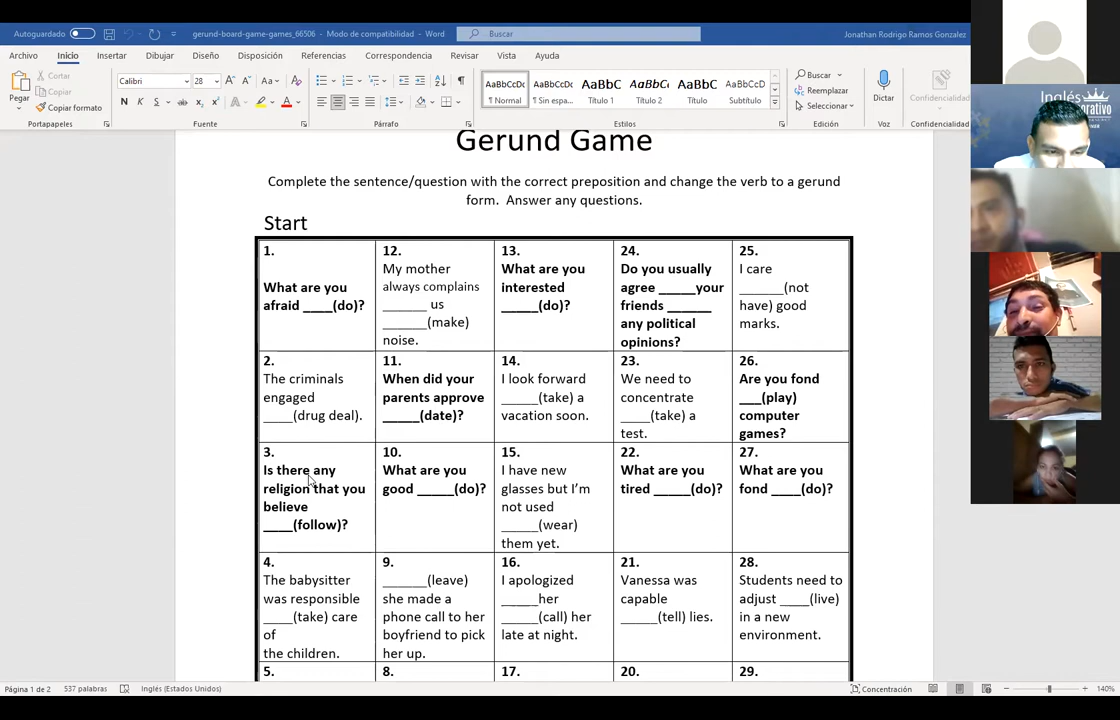 Autoguardado
gerund-board-game-games_66506 - Modo de compatibilidad - Word
Buscar
Jonathan Rodrigo Ramos Gonzalez
Archivo
Inicio
Insertar
Dibujar
Diseño
Disposición
Referencias
Correspondencia
Revisar
Vista
Ayuda
Pegar
Cortar
Copiar
Copiar formato
Portapapeles
Calibri
28
N K S
Fuente
Párrafo
AaBbCcDc
¶ Normal
AaBbCcDc
¶ Sin espa...
AaBbC
Título 1
AaBbCc
Título 2
AaBbC
Título
AaBbCcD
Subtítulo
Estilos
Buscar
Reemplazar
Seleccionar
Edición
Dictar
Voz
Confidencialidad
Confidencialidad
Inglés
Gerund Game
Complete the sentence/question with the correct preposition and change the verb to a gerund
form.  Answer any questions.
Start
1.
What are you
afraid ____(do)?
12.
My mother
always complains
______ us
______(make)
noise.
13.
What are you
interested
_____(do)?
24.
Do you usually
agree _____your
friends ______
any political
opinions?
25.
I care
______(not
have) good
marks.
2.
The criminals
engaged
____(drug deal).
11.
When did your
parents approve
_____(date)?
14.
I look forward
_____(take) a
vacation soon.
23.
We need to
concentrate
____(take) a
test.
26.
Are you fond
___(play)
computer
games?
3.
Is there any
religion that you
believe
____(follow)?
10.
What are you
good _____(do)?
15.
I have new
glasses but I’m
not used
_____(wear)
them yet.
22.
What are you
tired _____(do)?
27.
What are you
fond ____(do)?
4.
The babysitter
was responsible
____(take) care
of
the children.
9.
______(leave)
she made a
phone call to her
boyfriend to pick
her up.
16.
I apologized
_____her
_____(call) her
late at night.
21.
Vanessa was
capable
_____(tell) lies.
28.
Students need to
adjust ____(live)
in a new
environment.
5.
8.
17.
20.
29.
Página 1 de 2
537 palabras
Inglés (Estados Unidos)
Concentración
140%